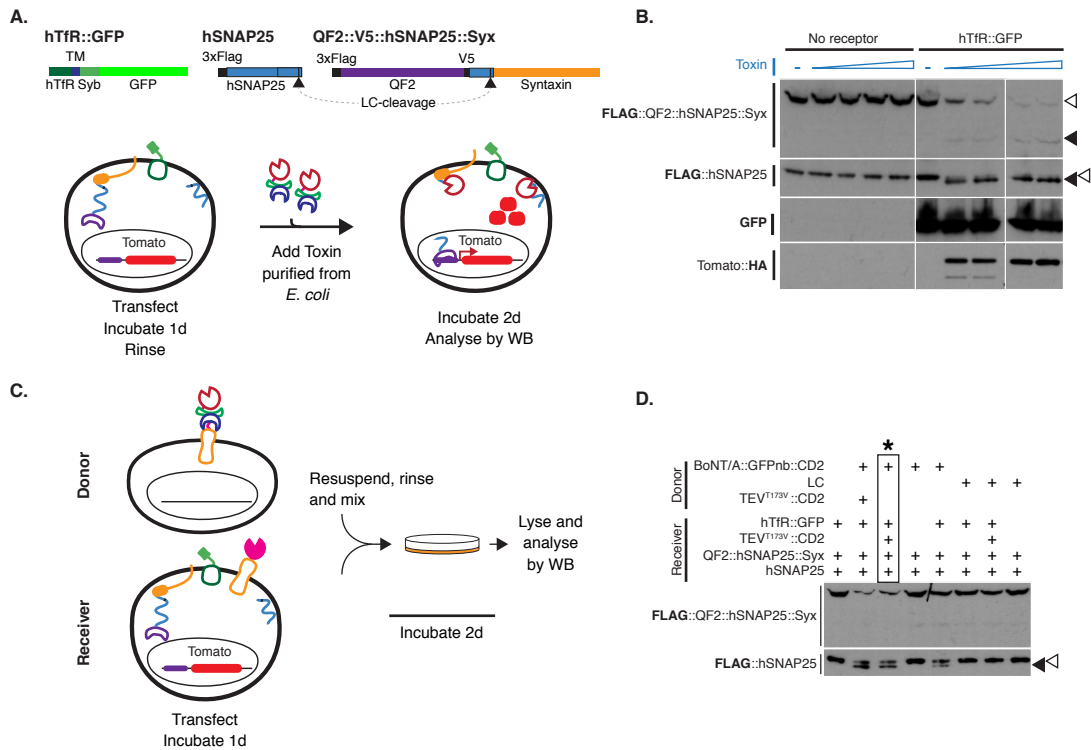 A.
hTfR::GFP
TM
hTfR Syb GFP
hSNAP25
3xFlag
hSNAP25
QF2::V5::hSNAP25::Syx
3xFlag V5
QF2 Syntaxin
LC-cleavage
Tomato
Transfect
Incubate 1d
Rinse
Add Toxin
purified from
E. coli
Tomato
Incubate 2d
Analyse by WB
B.
No receptor hTfR::GFP
Toxin - -
FLAG::QF2::hSNAP25::Syx
FLAG::hSNAP25
GFP
Tomato::HA
C.
Donor
Receiver
Tomato
Transfect
Incubate 1d
Resuspend, rinse
and mix
Incubate 2d
Lyse and
analyse
by WB
D.
*
Donor
BoNT/A::GFPnb::CD2 + + + +
LC + + +
TEVT173V::CD2 +
Receiver
hTfR::GFP + + + + + +
TEVT173V::CD2 + +
QF2::hSNAP25::Syx + + + + + + + +
hSNAP25 + + + + + + + +
FLAG::QF2::hSNAP25::Syx
FLAG::hSNAP25